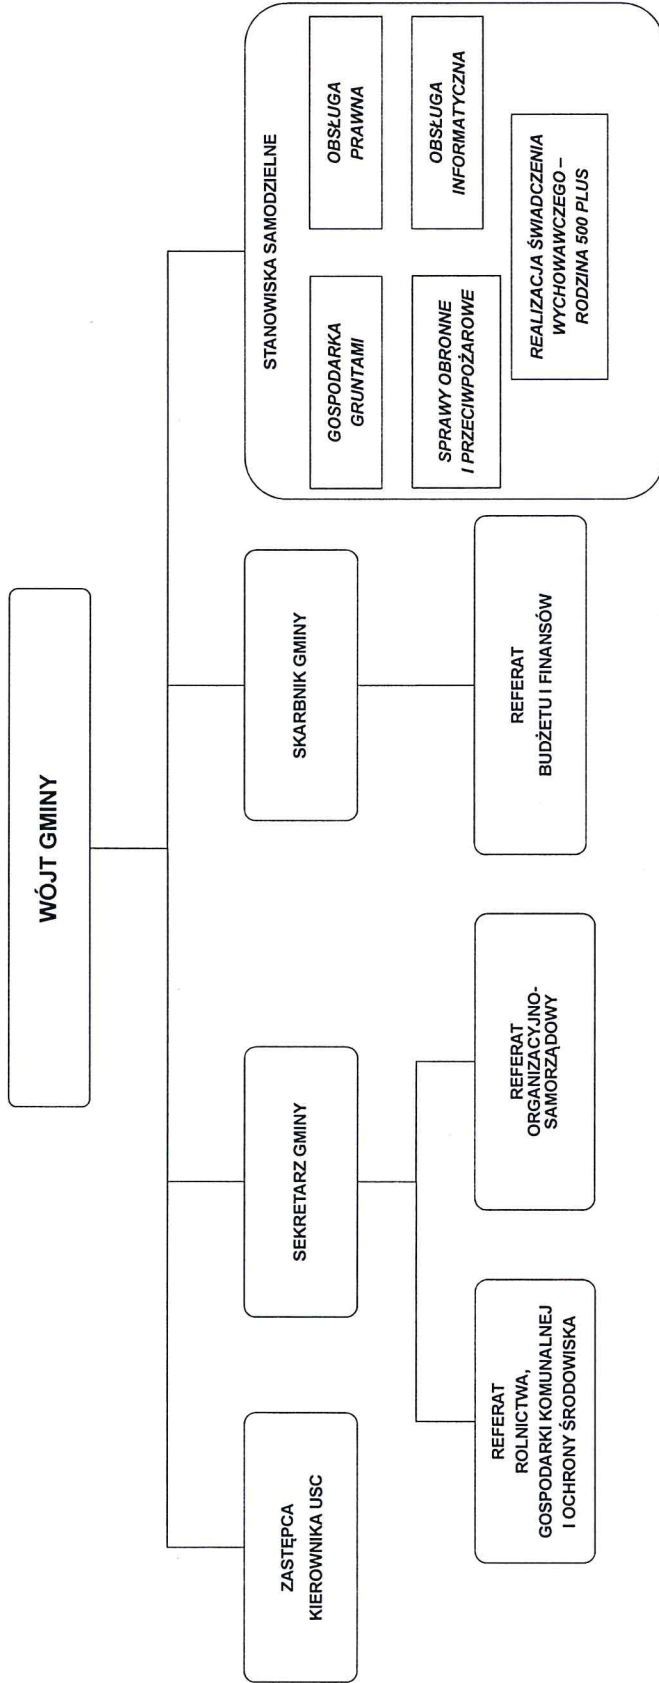 WÓJT GMINY
ZASTĘPCA
KIEROWNIKA USC
SEKRETARZ GMINY
SKARBNIK GMINY
STANOWISKA SAMODZIELNE
GOSPODARKA
GRUNTAMI
OBSŁUGA
PRAWNA
SPRAWY OBRONNE
I PRZECIWPOŻAROWE
OBSŁUGA
INFORMATYCZNA
REALIZACJA ŚWIADCZENIA
WYCHOWAWCZEGO –
RODZINA 500 PLUS
REFERAT
ROLNICTWA,
GOSPODARKI KOMUNALNEJ
I OCHRONY ŚRODOWISKA
REFERAT
ORGANIZACYJNO-
SAMORZĄDOWY
REFERAT
BUDŻETU I FINANSÓW